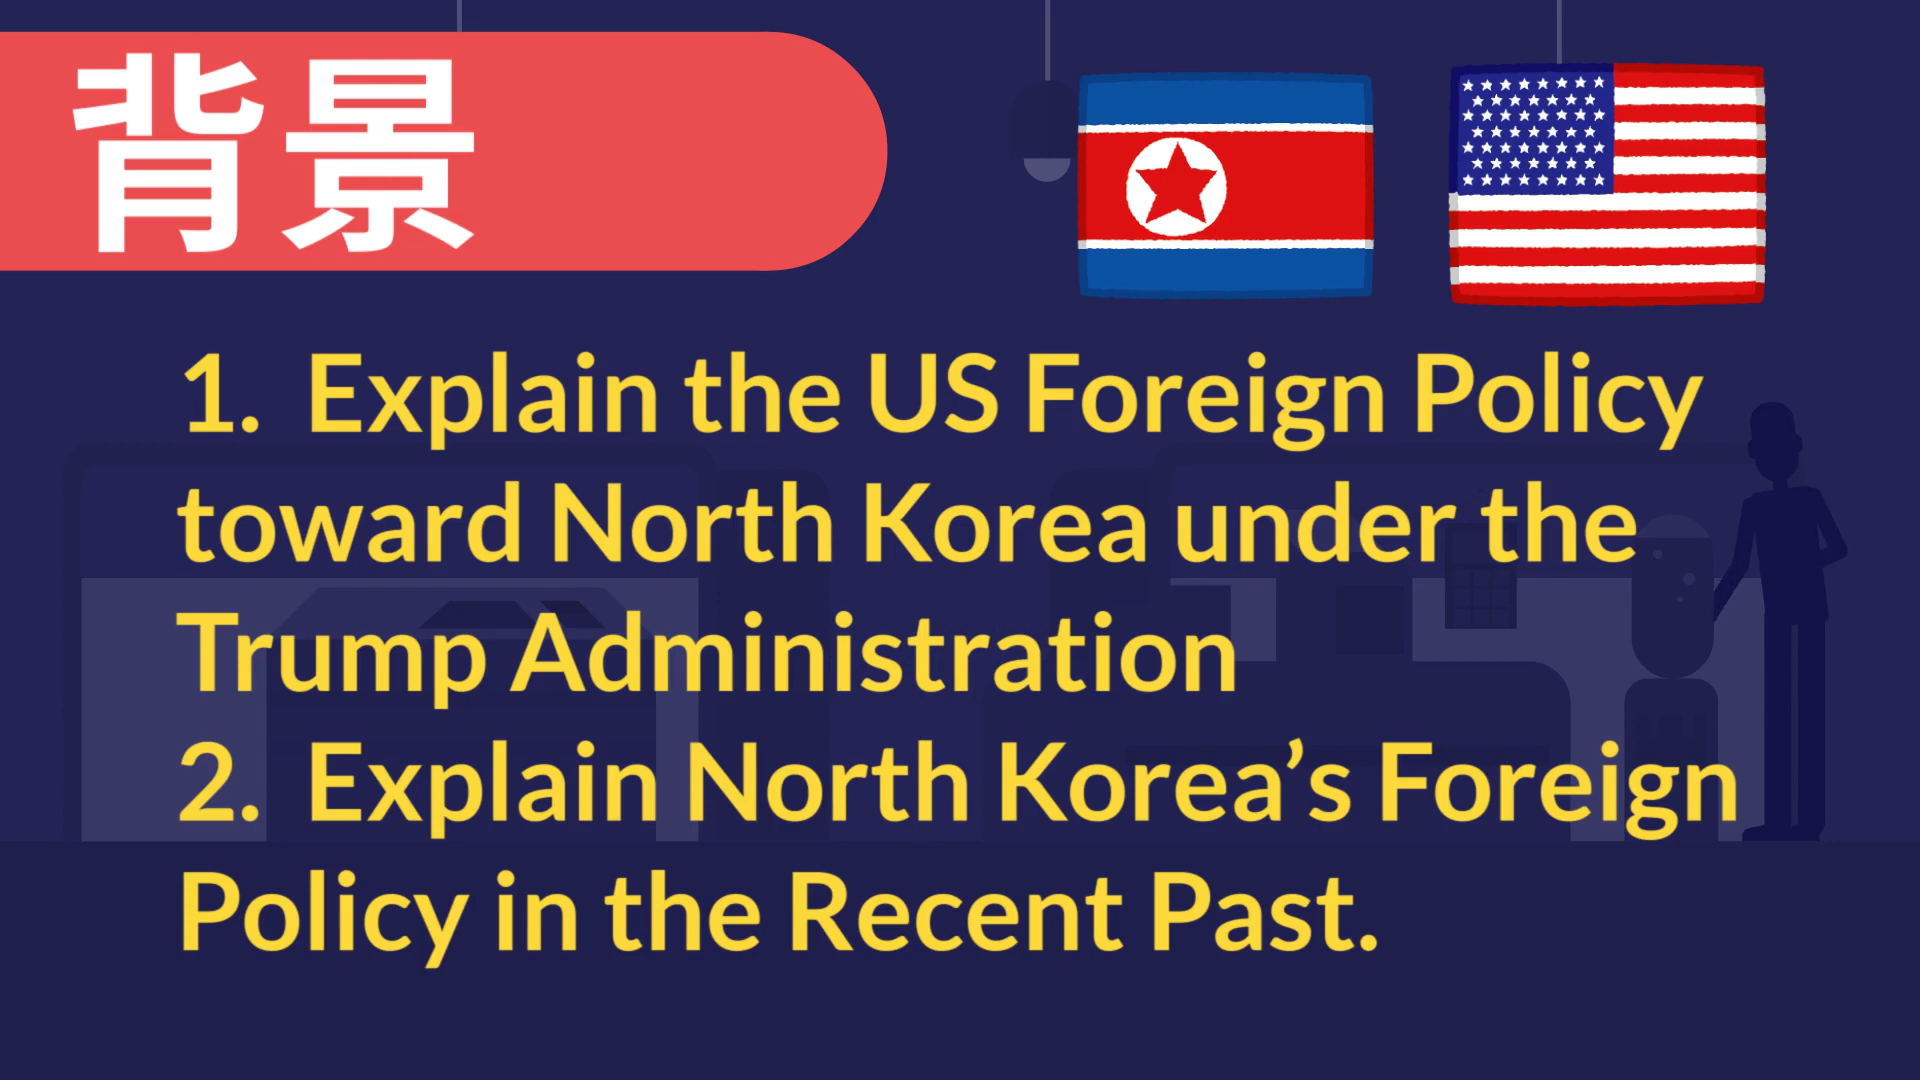 背景
1. Explain the US Foreign Policy
toward North Korea under the
Trump Administration
2. Explain North Korea’s Foreign
Policy in the Recent Past.